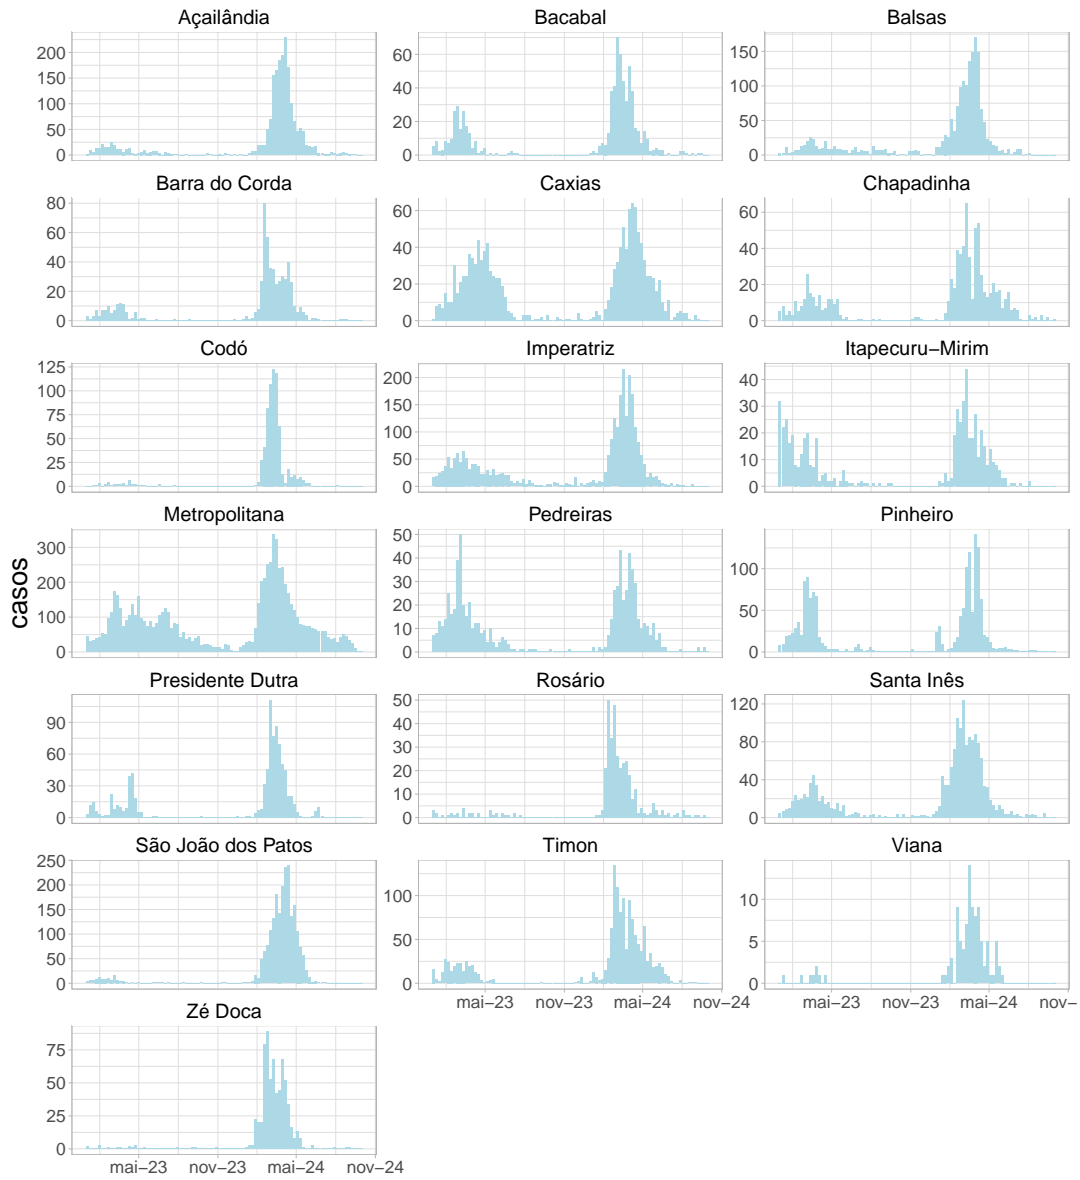 Açailândia Bacabal Balsas
200 150 100 50 0
60 40 20 0
150 100 50 0
Barra do Corda Caxias Chapadinha
80 60 40 20 0
60 40 20 0
60 40 20 0
Codó Imperatriz Itapecuru−Mirim
125 100 75 50 25 0
200 150 100 50 0
40 30 20 10 0
Metropolitana Pedreiras Pinheiro
casos
300 200 100 0
50 40 30 20 10 0
100 50 0
Presidente Dutra Rosário Santa Inês
90 60 30 0
50 40 30 20 10 0
120 80 40 0
São João dos Patos Timon Viana
250 200 150 100 50 0
100 50 0
10 5 0
mai−23 nov−23 mai−24 nov−24
mai−23 nov−23 mai−24 nov−
Zé Doca
75 50 25 0
mai−23 nov−23 mai−24 nov−24